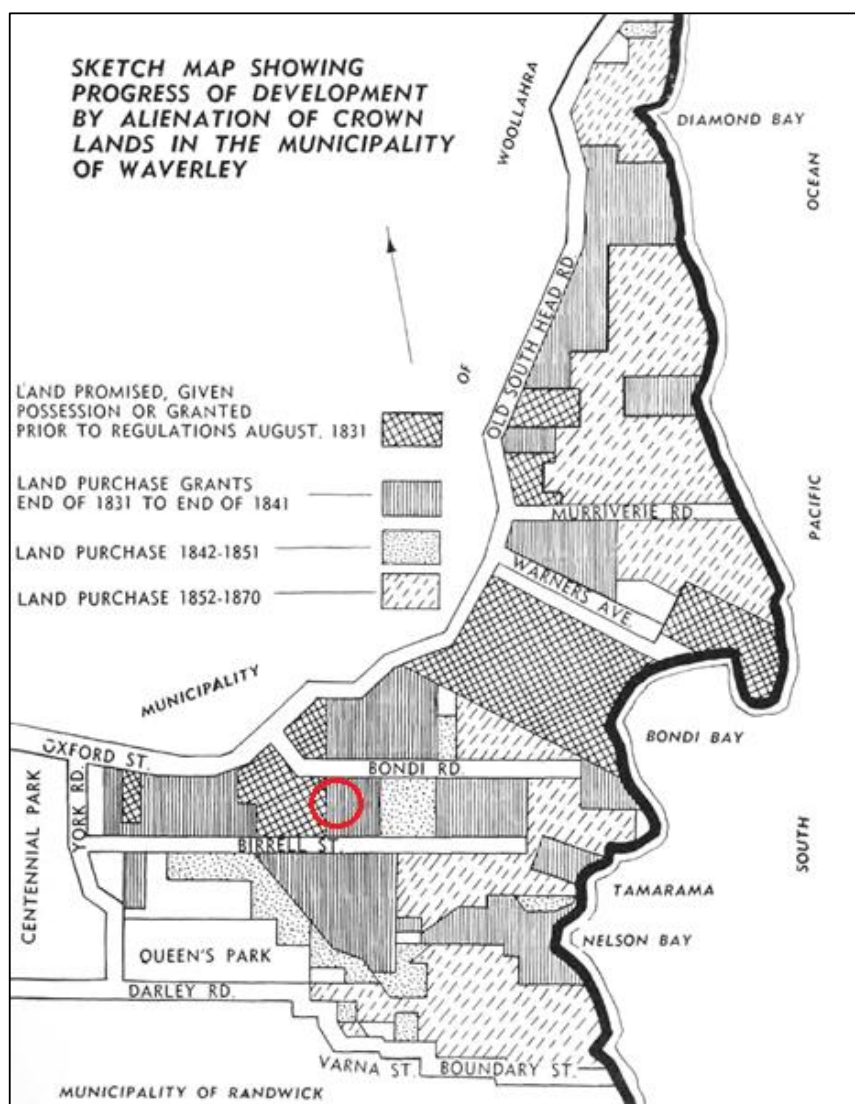 SKETCH MAP SHOWING
PROGRESS OF DEVELOPMENT
BY ALIENATION OF CROWN
LANDS IN THE MUNICIPALITY
OF WAVERLEY
WOOLLAHRA
DIAMOND BAY
OCEAN
OLD SOUTH HEAD RD.
OF
LAND PROMISED, GIVEN
POSSESSION OR GRANTED
PRIOR TO REGULATIONS AUGUST, 1831
LAND PURCHASE GRANTS
END OF 1831 TO END OF 1841
LAND PURCHASE 1842-1851
LAND PURCHASE 1852-1870
MURRIVERIE RD.
PACIFIC
WARNERS AVE.
MUNICIPALITY
BONDI BAY
OXFORD ST.
BONDI RD.
YORK RD.
CENTENNIAL PARK
BIRRELL ST.
SOUTH
TAMARAMA
NELSON BAY
QUEEN'S PARK
DARLEY RD.
VARNA ST.
BOUNDARY ST.
MUNICIPALITY OF RANDWICK